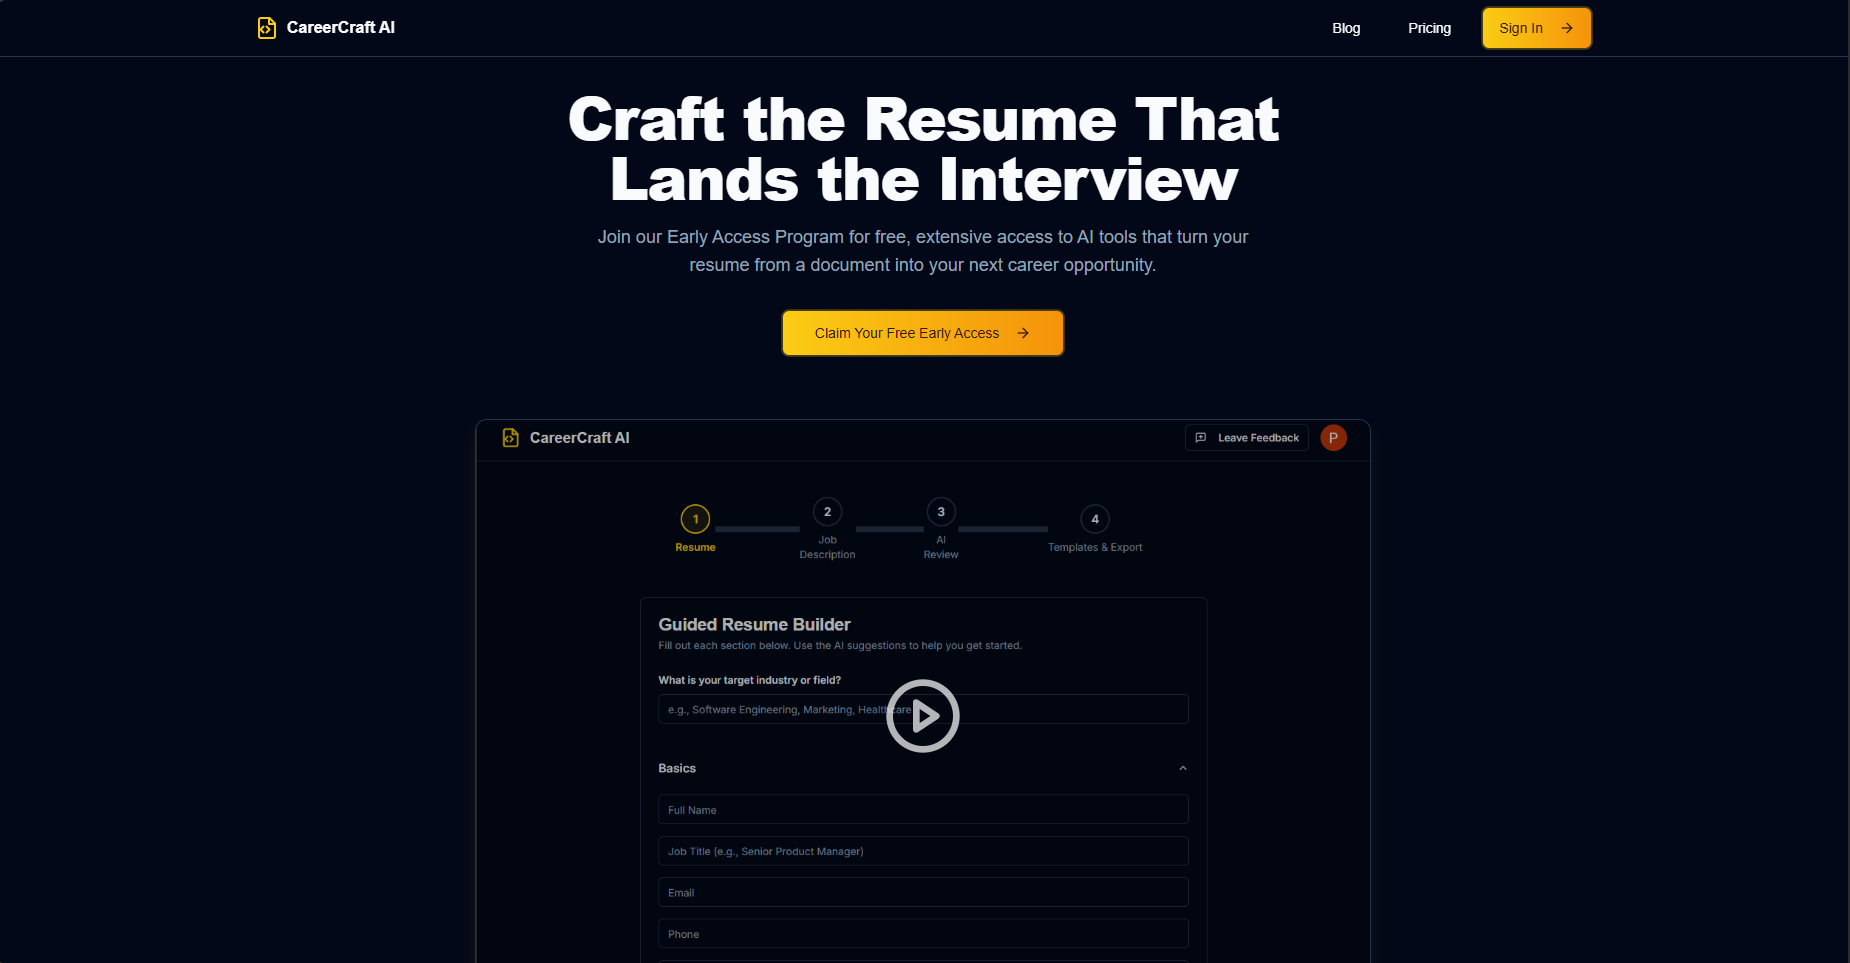 CareerCraft AI
Blog
Pricing
Sign In
Craft the Resume That
Lands the Interview
Join our Early Access Program for free, extensive access to AI tools that turn your
resume from a document into your next career opportunity.
Claim Your Free Early Access
CareerCraft AI
Leave Feedback
P
1
Resume
2
Job
Description
3
AI
Review
4
Templates & Export
Guided Resume Builder
Fill out each section below. Use the AI suggestions to help you get started.
What is your target industry or field?
e.g., Software Engineering, Marketing, Healthcare
Basics
Full Name
Job Title (e.g., Senior Product Manager)
Email
Phone